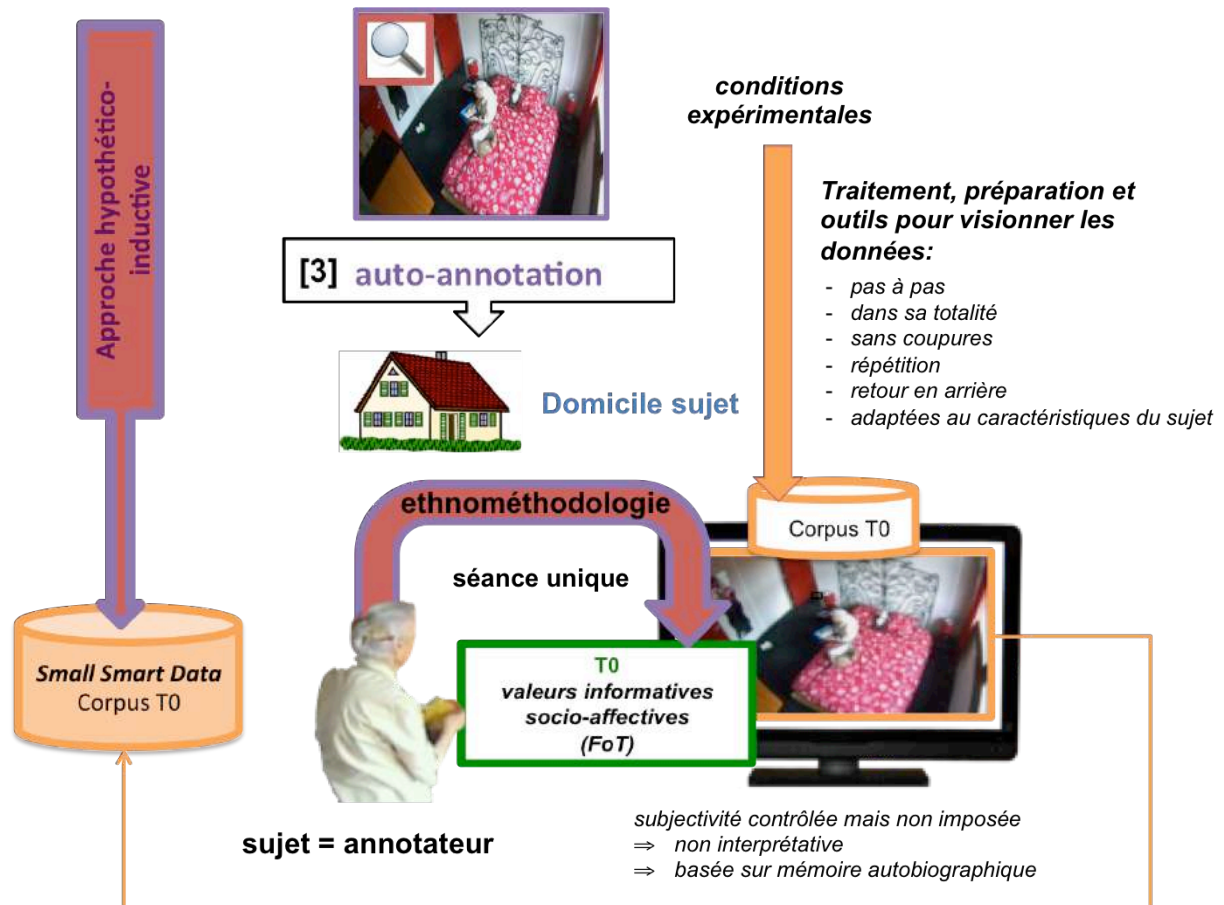 Approche hypothético-
inductive
conditions
expérimentales
Traitement, préparation et
outils pour visionner les
données:
- pas à pas
- dans sa totalité
- sans coupures
- répétition
- retour en arrière
- adaptées au caractéristiques du sujet
[3] auto-annotation
Domicile sujet
ethnométhodologie
Corpus T0
séance unique
Small Smart Data
Corpus T0
T0
valeurs informatives
socio-affectives
(FoT)
sujet = annotateur
subjectivité contrôlée mais non imposée
⇒ non interprétative
⇒ basée sur mémoire autobiographique